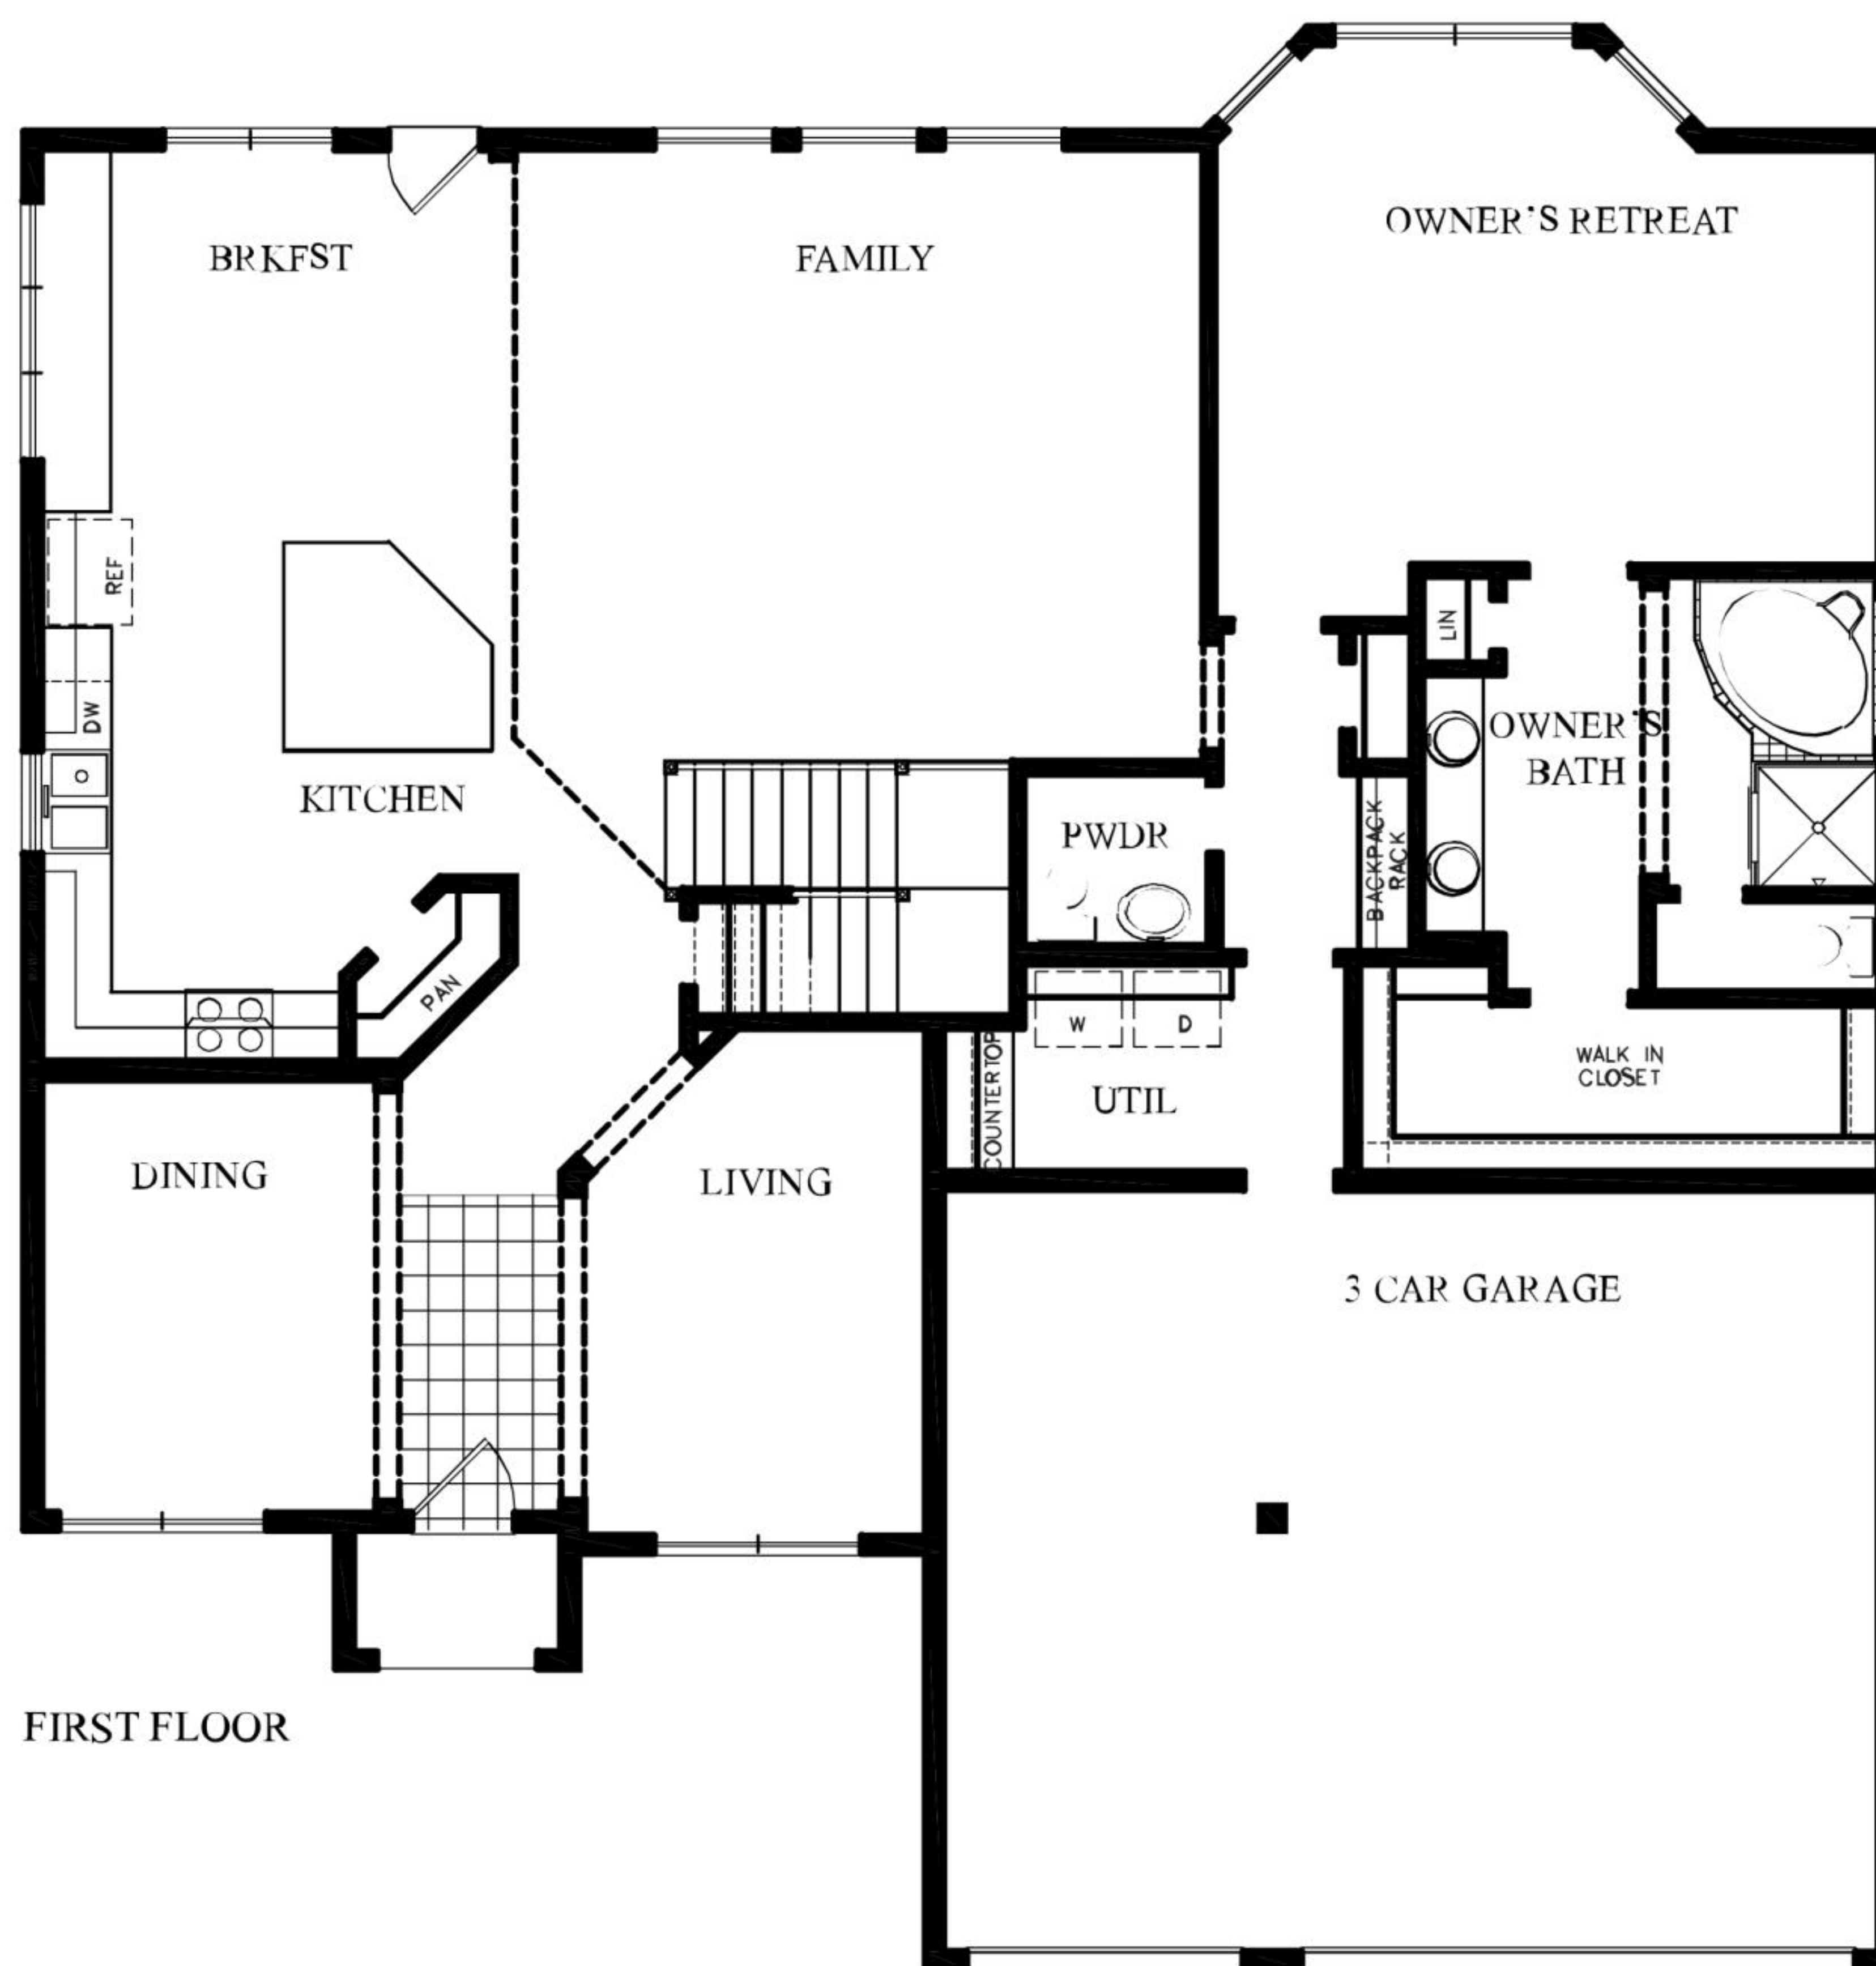 OWNER'S RETREAT
BRKFST
FAMILY
REF
LIN
DW
OWNER'S
BATH
KITCHEN
PWDR
BACKPACK
RACK
PAN
W
D
COUNTERTOP
UTIL
WALK IN
CLOSET
DINING
LIVING
3 CAR GARAGE
FIRST FLOOR